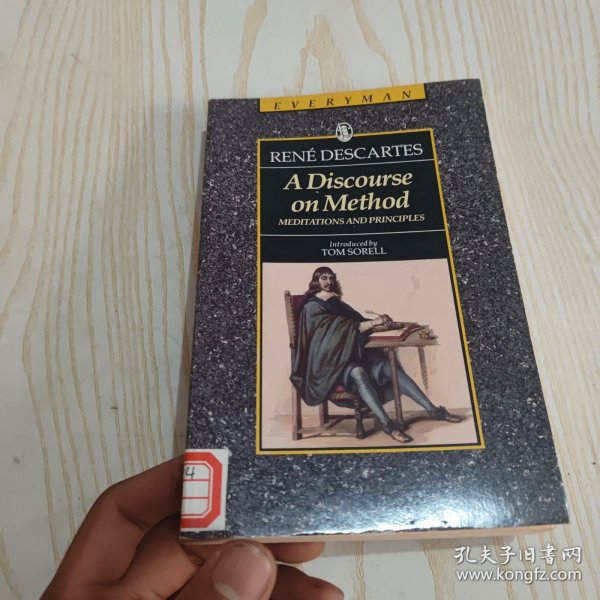 EVERYMAN
RENÉ DESCARTES
A Discourse
on Method
MEDITATIONS AND PRINCIPLES
Introduced by
TOM SORELL
4
孔夫子旧书网
www.kongfz.com